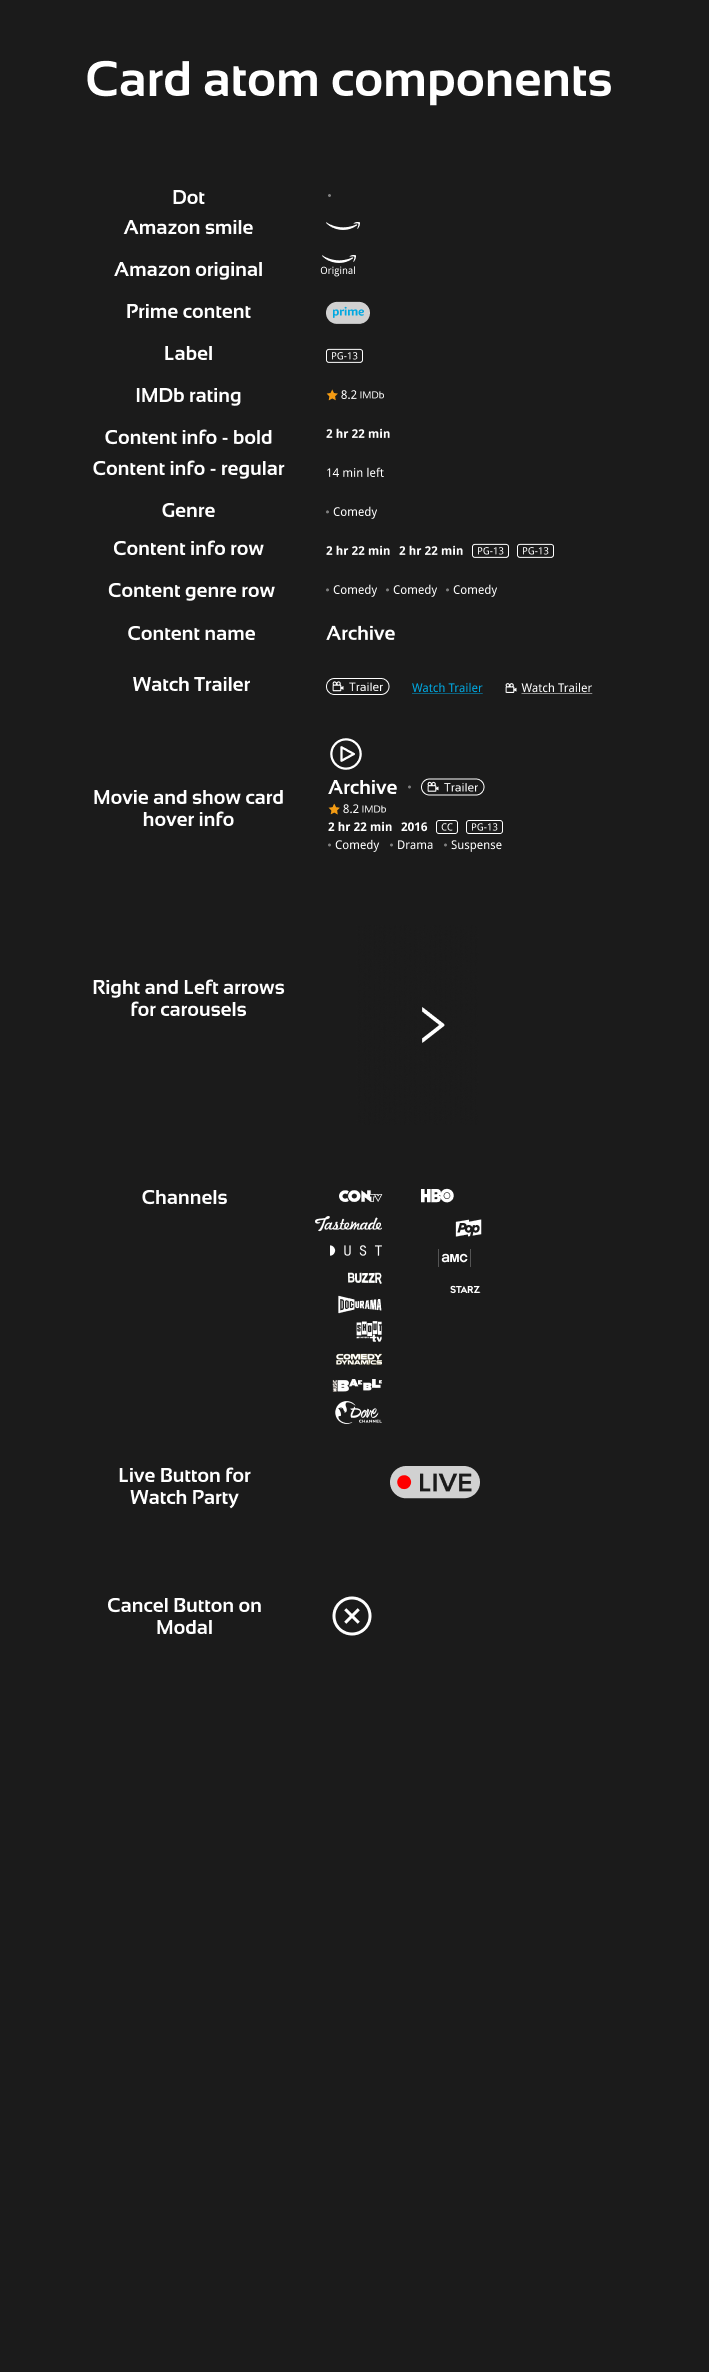 Card atom components
Dot
Amazon smile
Amazon original
Original
Prime content
prime
Label
PG-13
IMDb rating
8.2 IMDb
Content info - bold
2 hr 22 min
Content info - regular
14 min left
Genre
• Comedy
Content info row
2 hr 22 min 2 hr 22 min PG-13 PG-13
Content genre row
• Comedy • Comedy • Comedy
Content name
Archive
Watch Trailer
Trailer Watch Trailer Watch Trailer
Movie and show card
hover info
Archive • Trailer
8.2 IMDb
2 hr 22 min 2016 CC PG-13
• Comedy • Drama • Suspense
Right and Left arrows
for carousels
Channels
CONTV HBO
Tastemade
Pop
DUST
aMC
BUZZR
STARZ
DOCURAMA
SHOUT
tv
COMEDY
DYNAMICS
BAEBLE
Dove
CHANNEL
Live Button for
Watch Party
LIVE
Cancel Button on
Modal